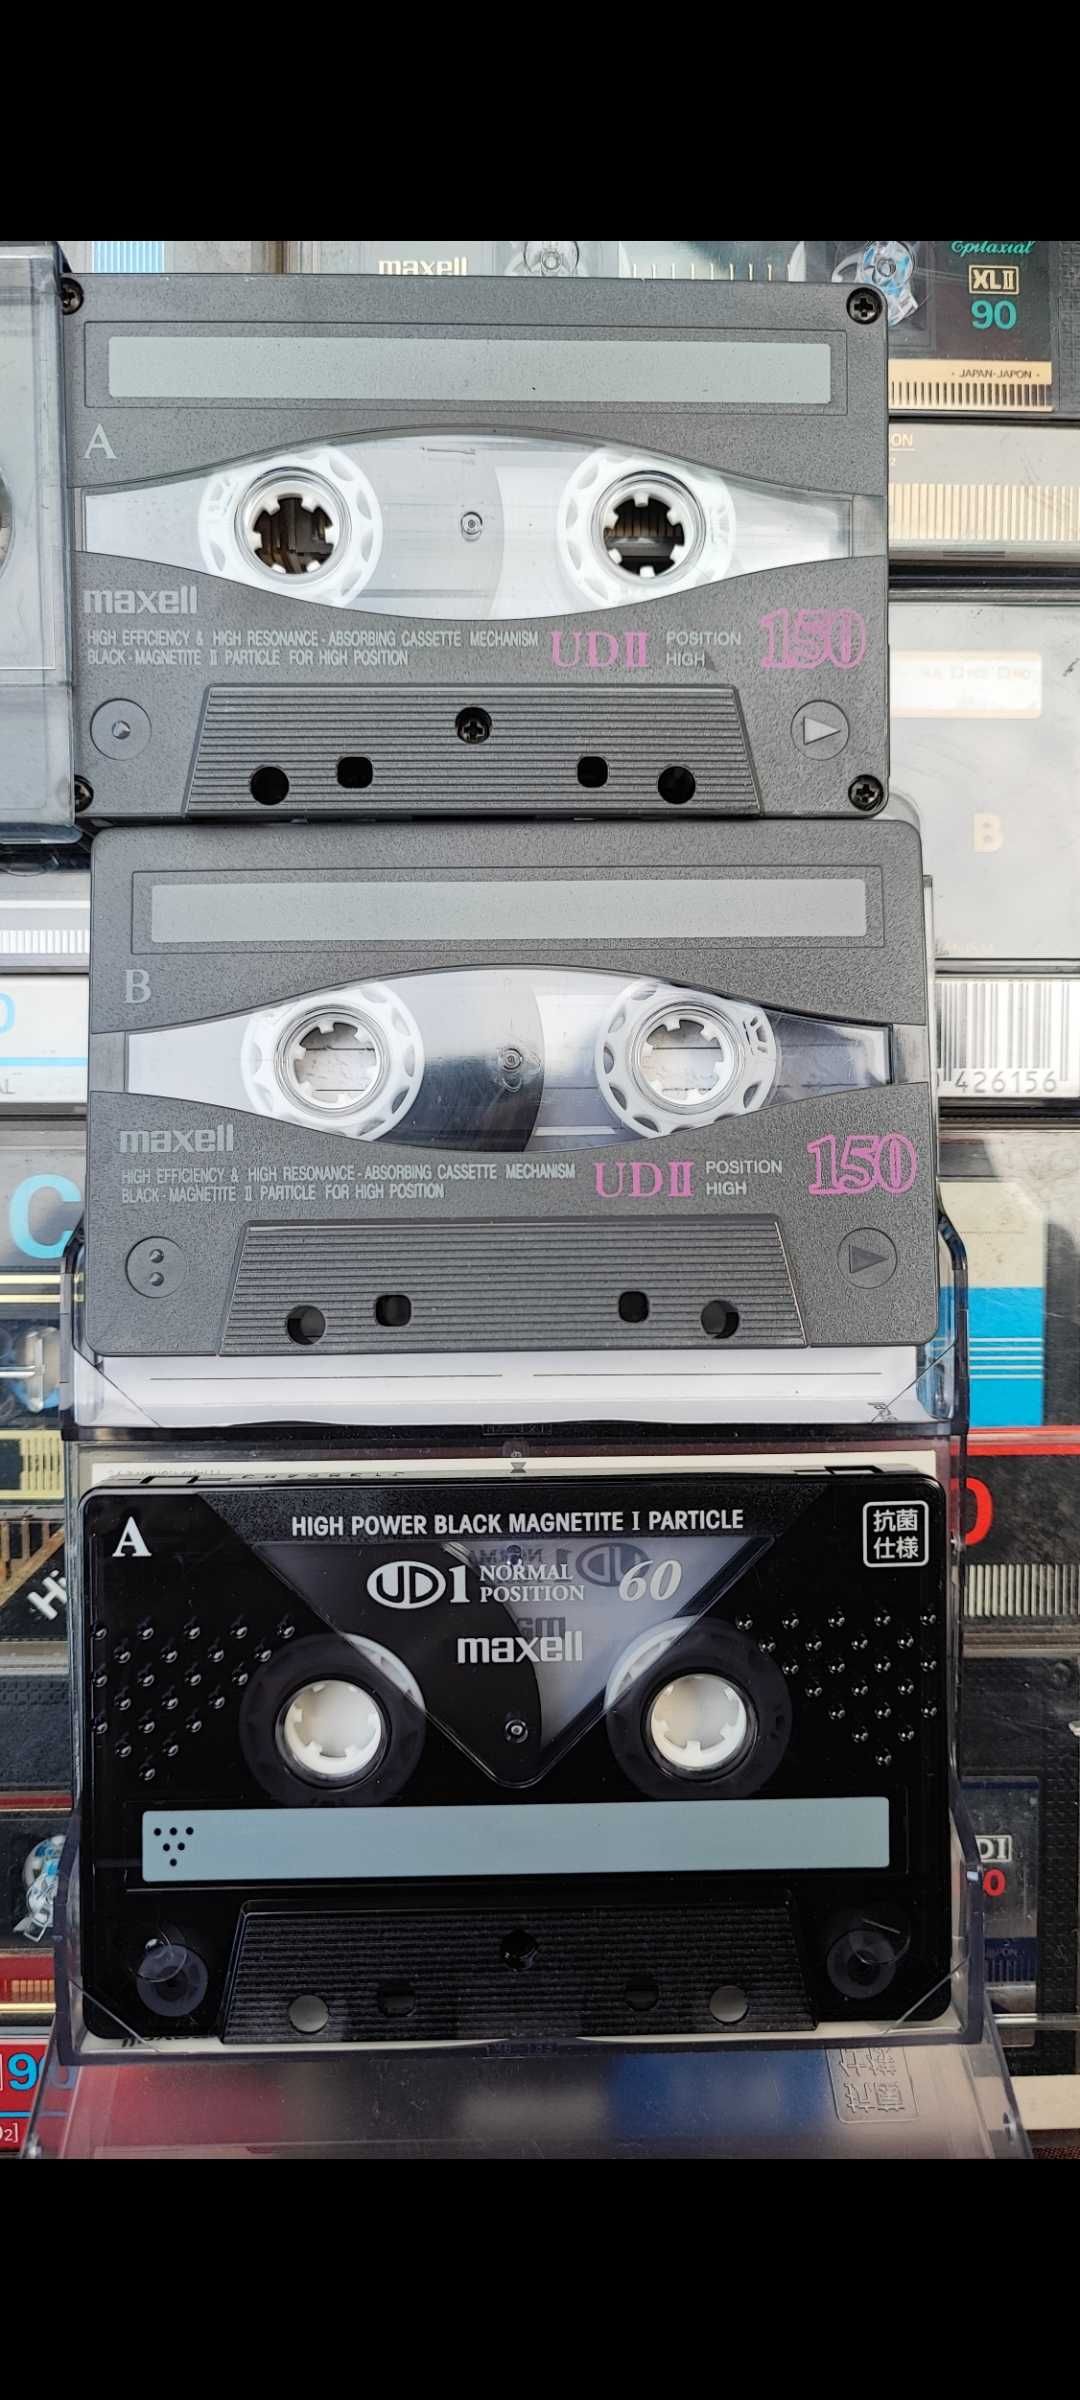 maxell
Epitaxial
XLII
90
- JAPAN-JAPON -
A
maxell
HIGH EFFICIENCY & HIGH RESONANCE-ABSORBING CASSETTE MECHANISM
BLACK-MAGNETITE II PARTICLE FOR HIGH POSITION
UDII POSITION
HIGH
150
B
B
maxell
HIGH EFFICIENCY & HIGH RESONANCE-ABSORBING CASSETTE MECHANISM
BLACK-MAGNETITE II PARTICLE FOR HIGH POSITION
UDII POSITION
HIGH
150
426156
C
A
HIGH POWER BLACK MAGNETITE I PARTICLE
抗菌
仕様
UD1 NORMAL
POSITION
60
maxell
Hi